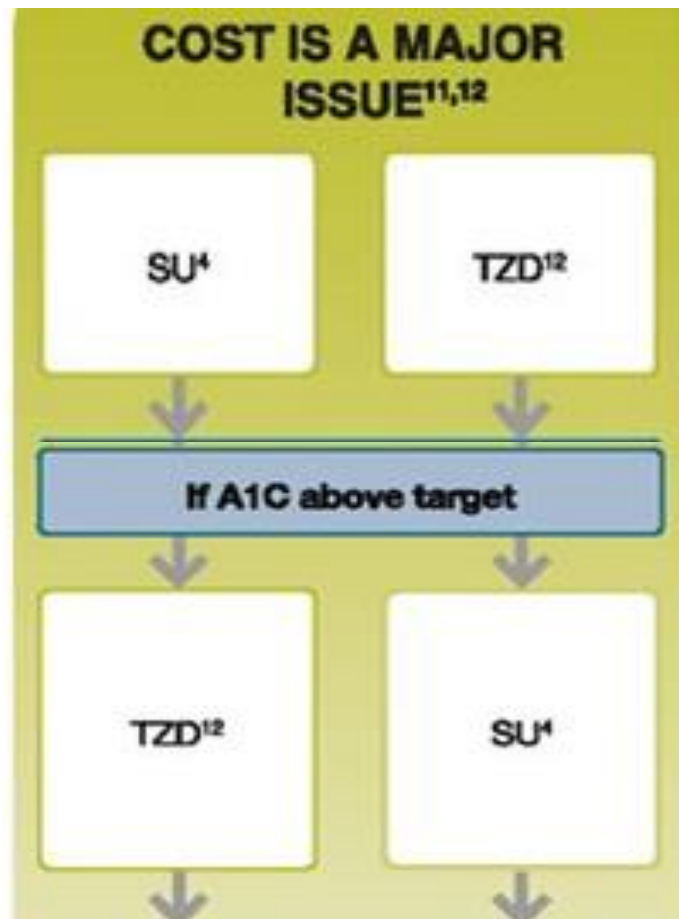 COST IS A MAJOR
ISSUE¹¹,¹²
SU⁴
TZD¹²
If A1C above target
TZD¹²
SU⁴